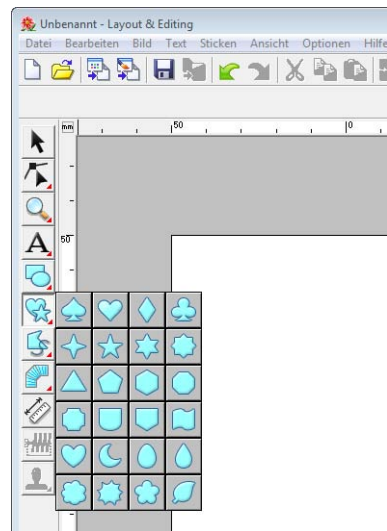 Unbenannt - Layout & Editing
Datei Bearbeiten Bild Text Sticken Ansicht Optionen Hilfe
mm 50 0
A
50